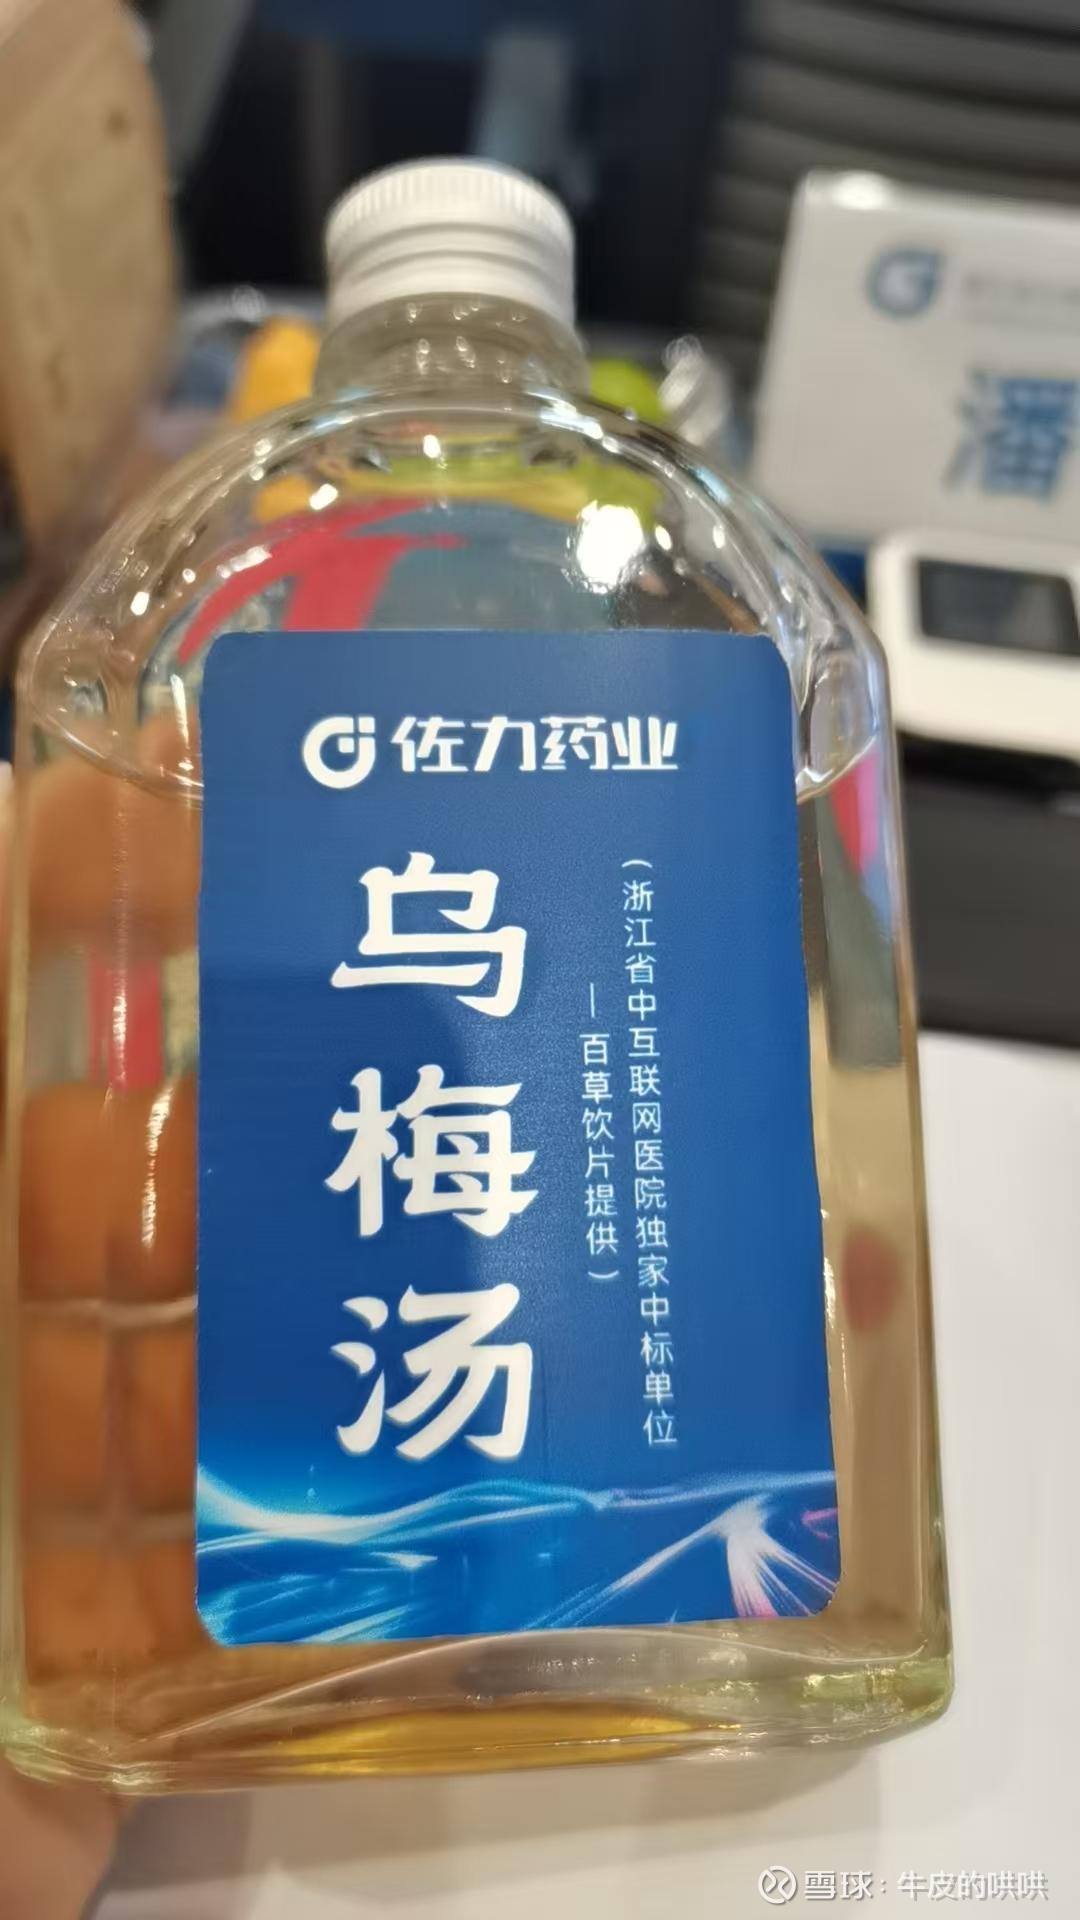 佐力药业
乌梅汤
（浙江省中互联网医院独家中标单位
—百草饮片提供）
潘
雪球：牛皮的哄哄